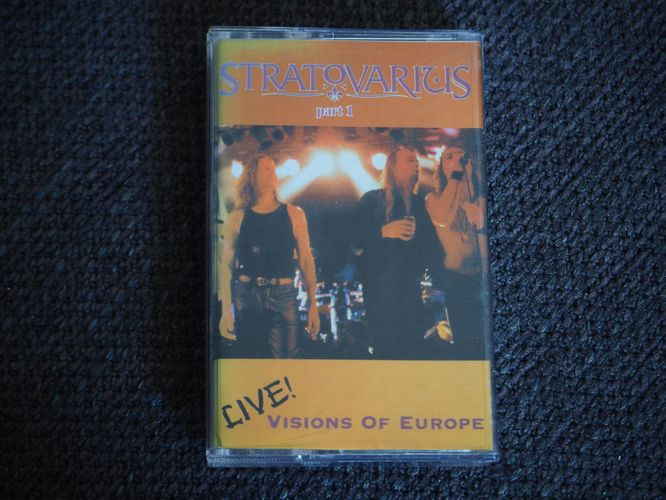 STRATOVARIUS
part 1
LIVE!
VISIONS OF EUROPE